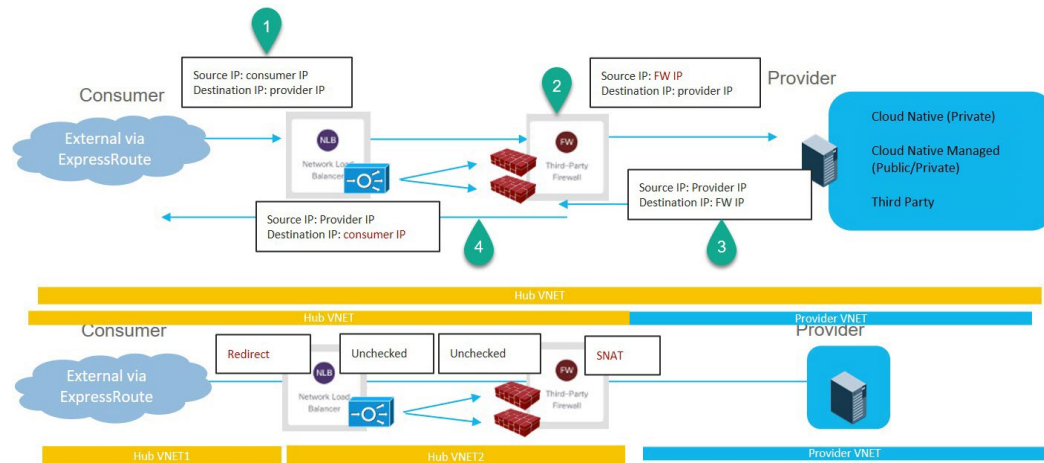 1
Source IP: consumer IP
Destination IP: provider IP
Consumer
External via
ExpressRoute
NLB
Network Load
Balancer
2
FW
Third-Party
Firewall
Source IP: FW IP
Destination IP: provider IP
Provider
Cloud Native (Private)
Cloud Native Managed
(Public/Private)
Third Party
Source IP: Provider IP
Destination IP: FW IP
3
Source IP: Provider IP
Destination IP: consumer IP
4
Hub VNET
Hub VNET
Provider VNET
Consumer
Provider
External via
ExpressRoute
Redirect
Unchecked
Unchecked
SNAT
NLB
Network Load
Balancer
FW
Third-Party
Firewall
Hub VNET1
Hub VNET2
Provider VNET